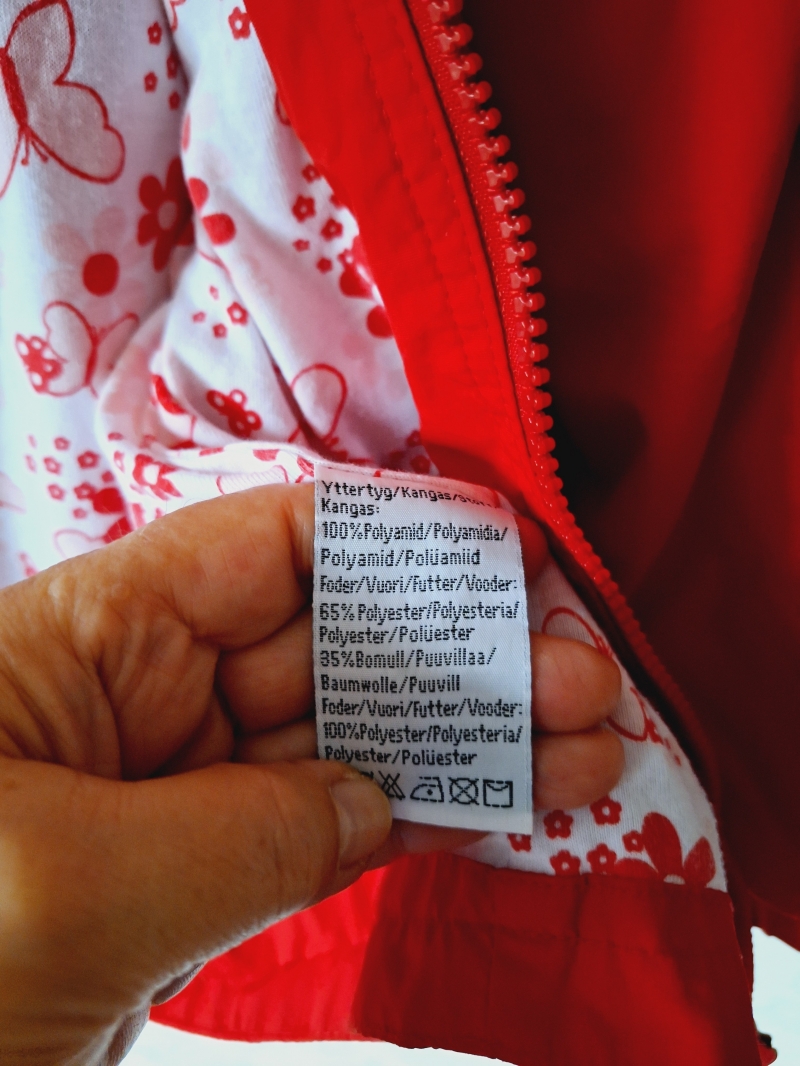 Yttertyg/Kangas/
Kangas:
100%Polyamid/Polyamidia/
Polyamid/Polüamiid
Foder/Vuori/Futter/Vooder:
65%Polyester/Polyesteria/
Polyester/Polüester
35%Bomull/Puuvillaa/
Baumwolle/Puuvill
Foder/Vuori/Futter/Vooder:
100%Polyester/Polyesteria/
Polyester/Polüester